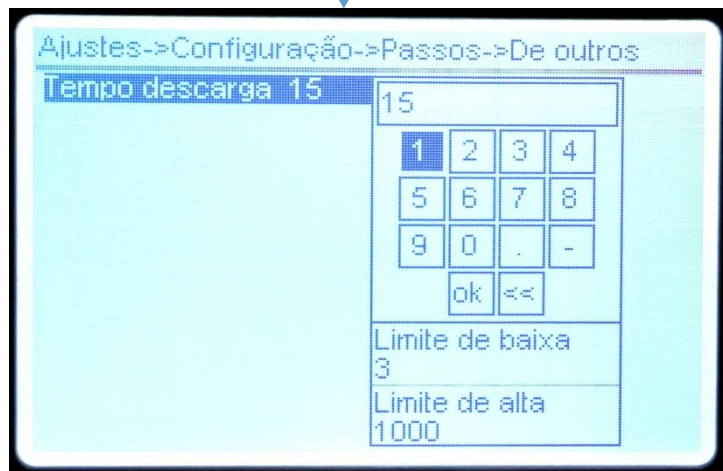 Ajustes->Configuração->Passos->De outros
Tempo descarga 15
15
1 2 3 4
5 6 7 8
9 0 . -
ok <<
Limite de baixa
3
Limite de alta
1000